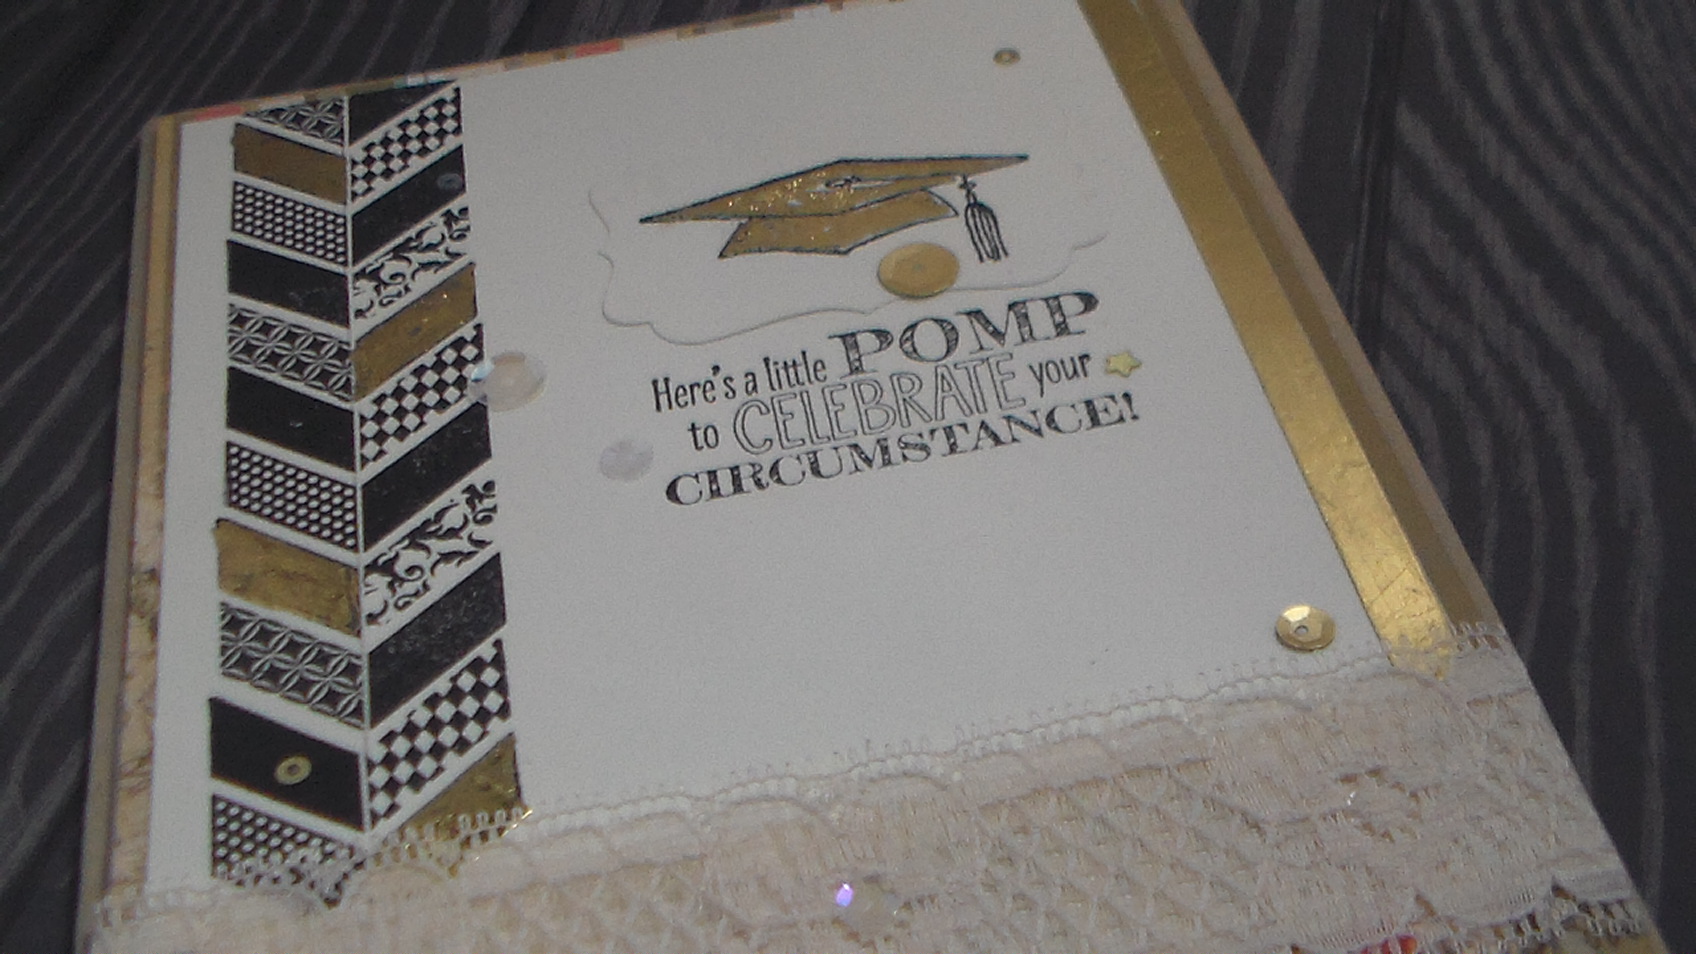 Here's a little POMP
to CELEBRATE your
CIRCUMSTANCE!